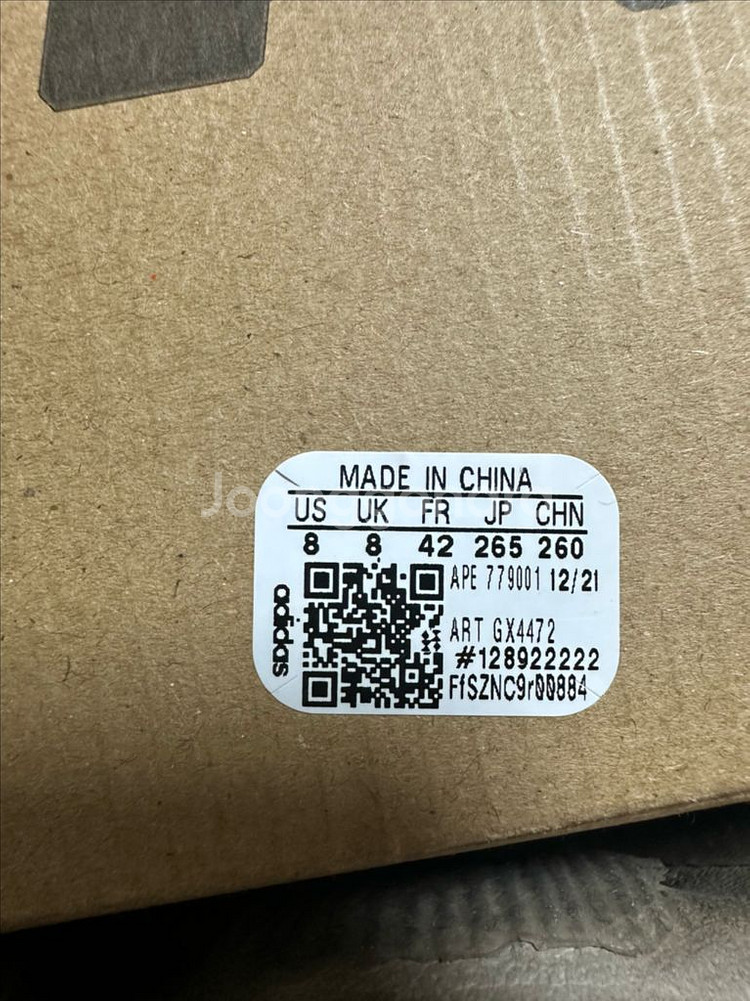 MADE IN CHINA
US UK FR JP CHN
8 8 42 265 260
APE 779001 12/21
ART GX4472
#128922222
FfSZNC9r00884
adidas